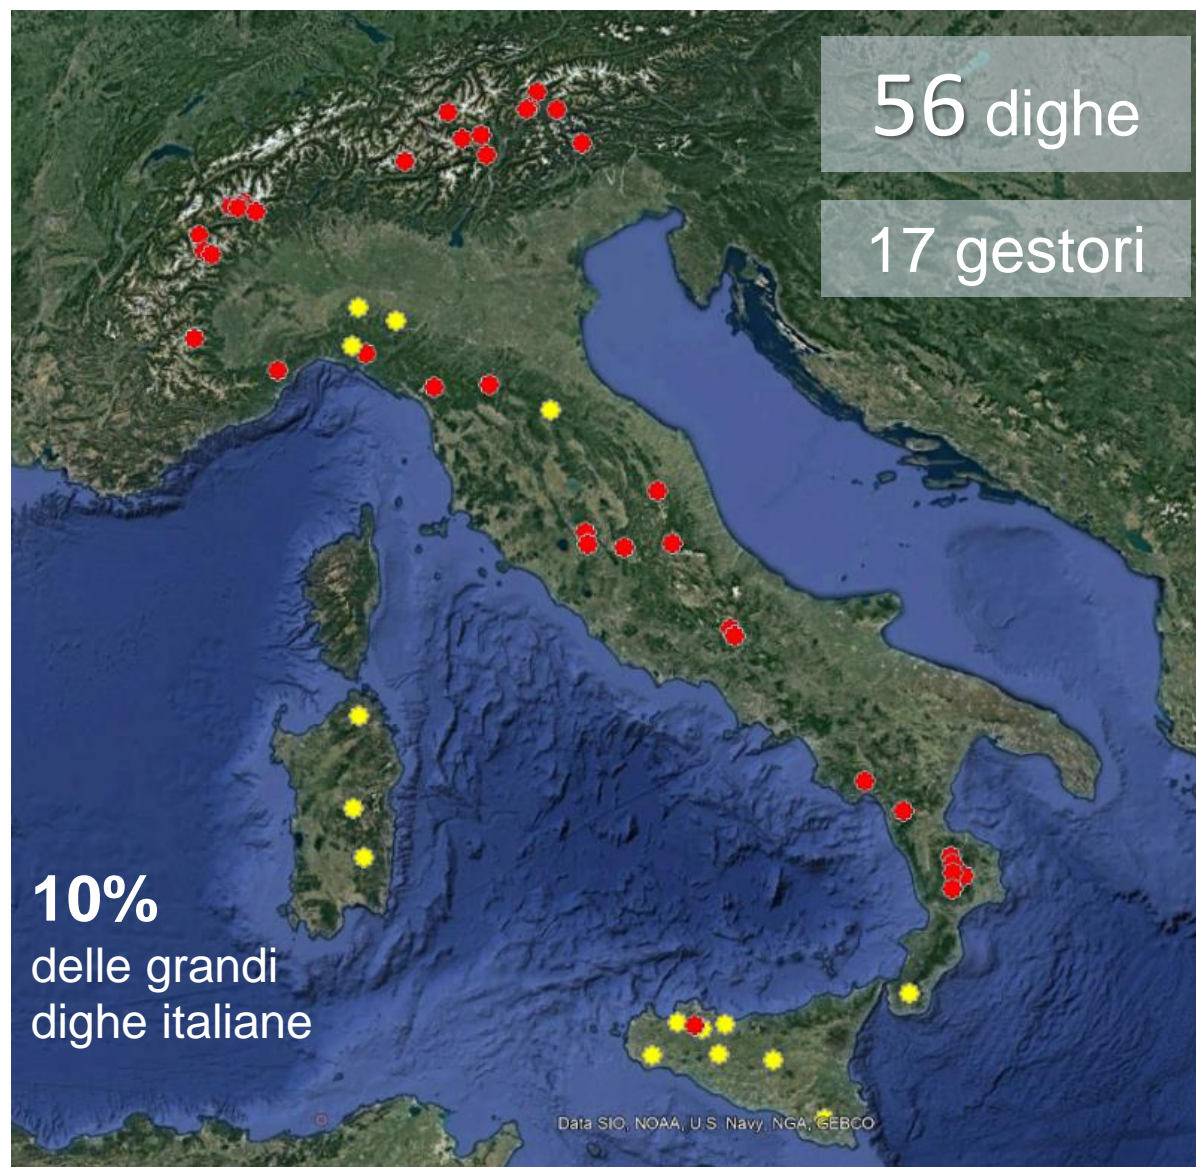 56 dighe
17 gestori
10%
delle grandi
dighe italiane
Data SIO, NOAA, U.S. Navy, NGA, GEBCO